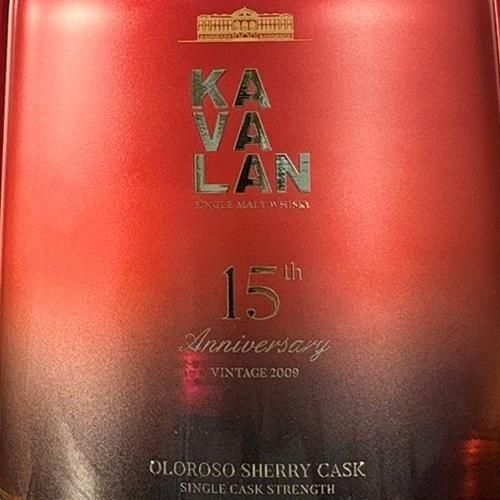 KA
VA
LAN
SINGLE MALT WHISKY
15th
Anniversary
VINTAGE 2009
OLOROSO SHERRY CASK
SINGLE CASK STRENGTH